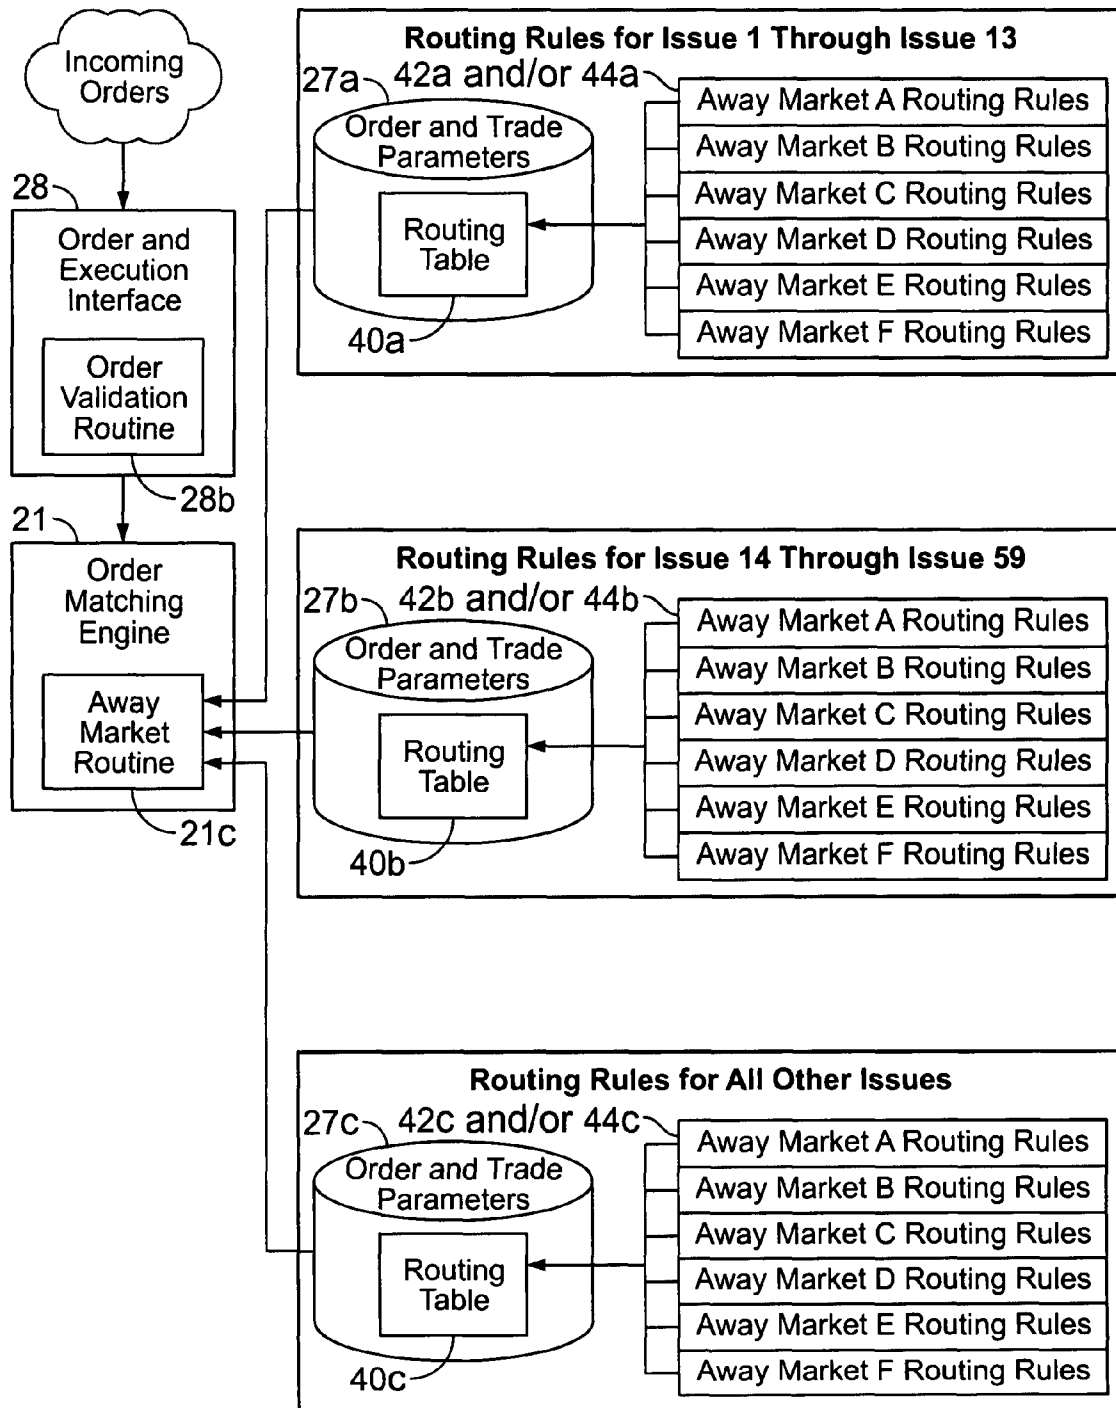 Incoming
Orders
28
Order and
Execution
Interface
Order
Validation
Routine
28b
21
Order
Matching
Engine
Away
Market
Routine
21c
Routing Rules for Issue 1 Through Issue 13
27a
42a and/or 44a
Order and Trade
Parameters
Routing
Table
40a
Away Market A Routing Rules
Away Market B Routing Rules
Away Market C Routing Rules
Away Market D Routing Rules
Away Market E Routing Rules
Away Market F Routing Rules
Routing Rules for Issue 14 Through Issue 59
27b
42b and/or 44b
Order and Trade
Parameters
Routing
Table
40b
Away Market A Routing Rules
Away Market B Routing Rules
Away Market C Routing Rules
Away Market D Routing Rules
Away Market E Routing Rules
Away Market F Routing Rules
Routing Rules for All Other Issues
27c
42c and/or 44c
Order and Trade
Parameters
Routing
Table
40c
Away Market A Routing Rules
Away Market B Routing Rules
Away Market C Routing Rules
Away Market D Routing Rules
Away Market E Routing Rules
Away Market F Routing Rules